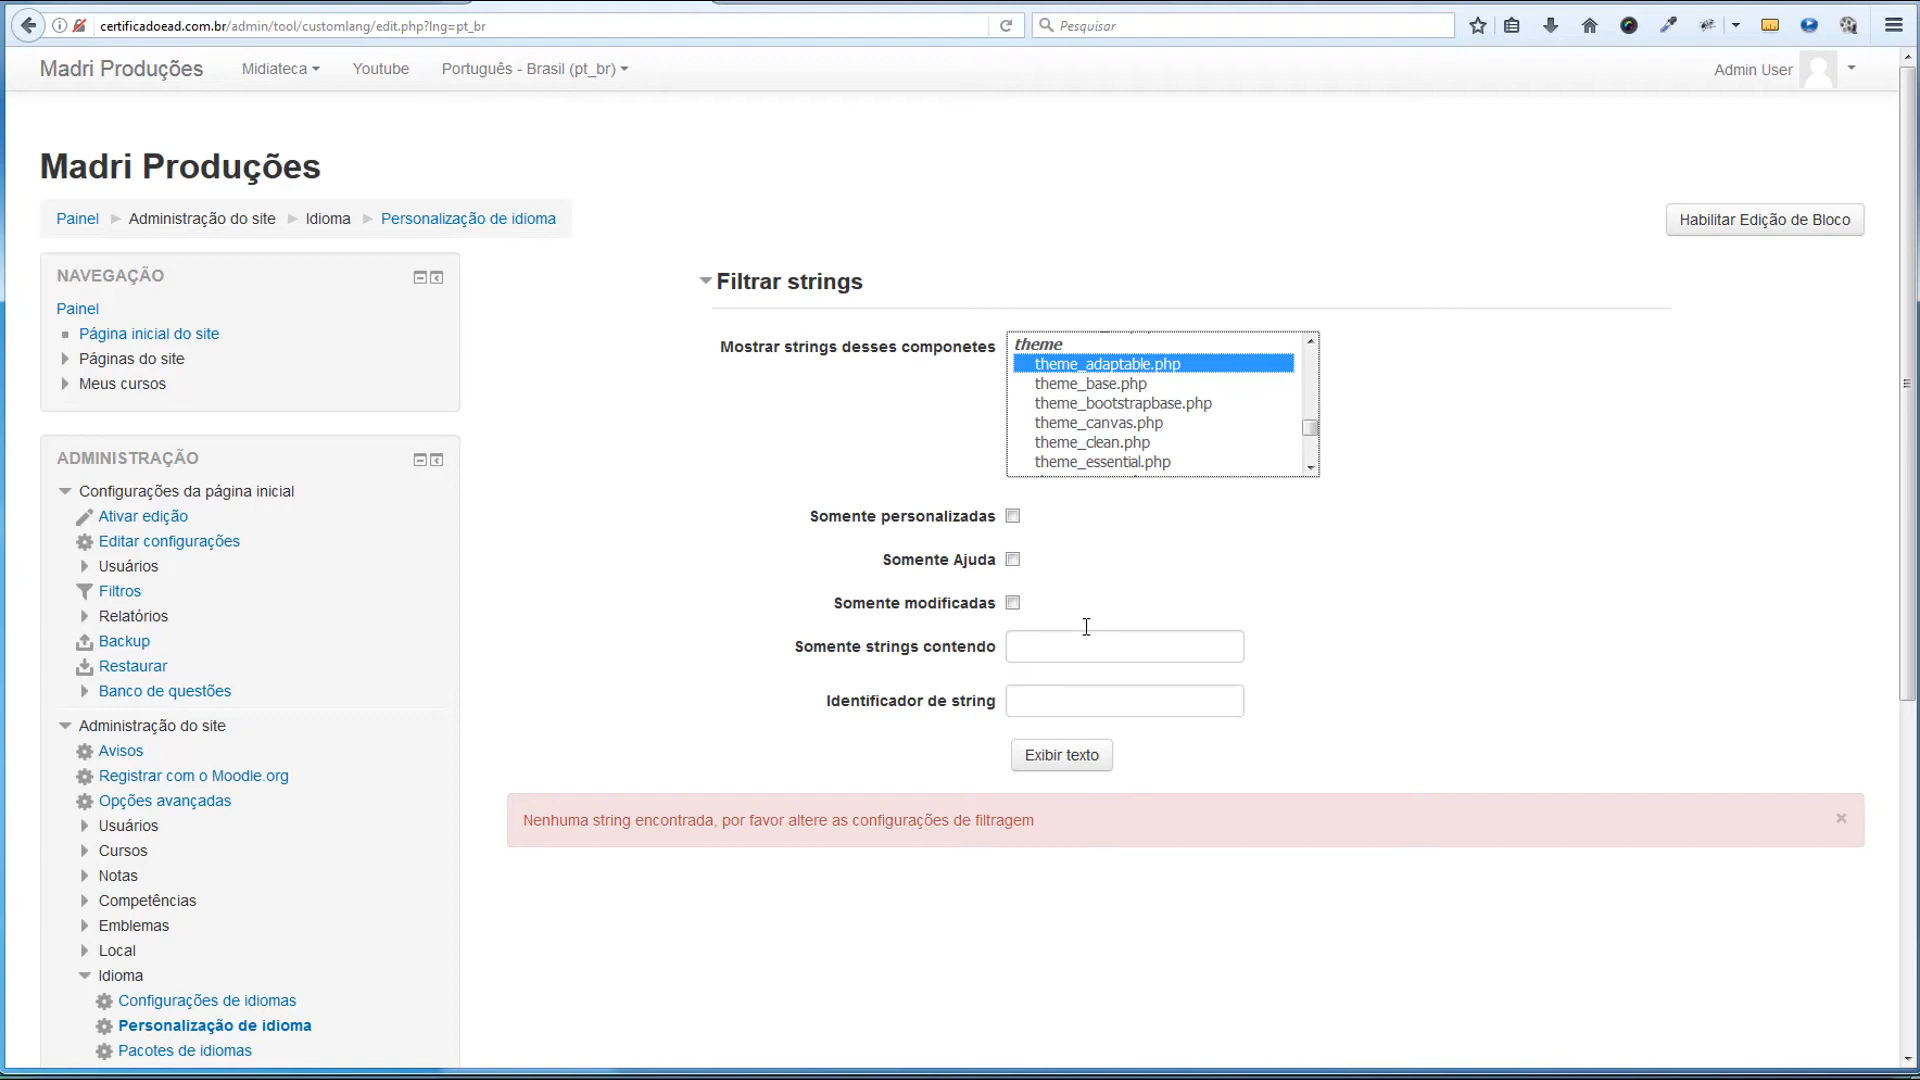 certificadoead.com.br/admin/tool/customlang/edit.php?lng=pt_br
Pesquisar
Madri Produções
Midiateca
Youtube
Português - Brasil (pt_br)
Admin User
Madri Produções
Painel
Administração do site
Idioma
Personalização de idioma
Habilitar Edição de Bloco
NAVEGAÇÃO
Painel
Página inicial do site
Páginas do site
Meus cursos
ADMINISTRAÇÃO
Configurações da página inicial
Ativar edição
Editar configurações
Usuários
Filtros
Relatórios
Backup
Restaurar
Banco de questões
Administração do site
Avisos
Registrar com o Moodle.org
Opções avançadas
Usuários
Cursos
Notas
Competências
Emblemas
Local
Idioma
Configurações de idiomas
Personalização de idioma
Pacotes de idiomas
Filtrar strings
Mostrar strings desses componetes
theme
theme_adaptable.php
theme_base.php
theme_bootstrapbase.php
theme_canvas.php
theme_clean.php
theme_essential.php
Somente personalizadas
Somente Ajuda
Somente modificadas
Somente strings contendo
Identificador de string
Exibir texto
Nenhuma string encontrada, por favor altere as configurações de filtragem